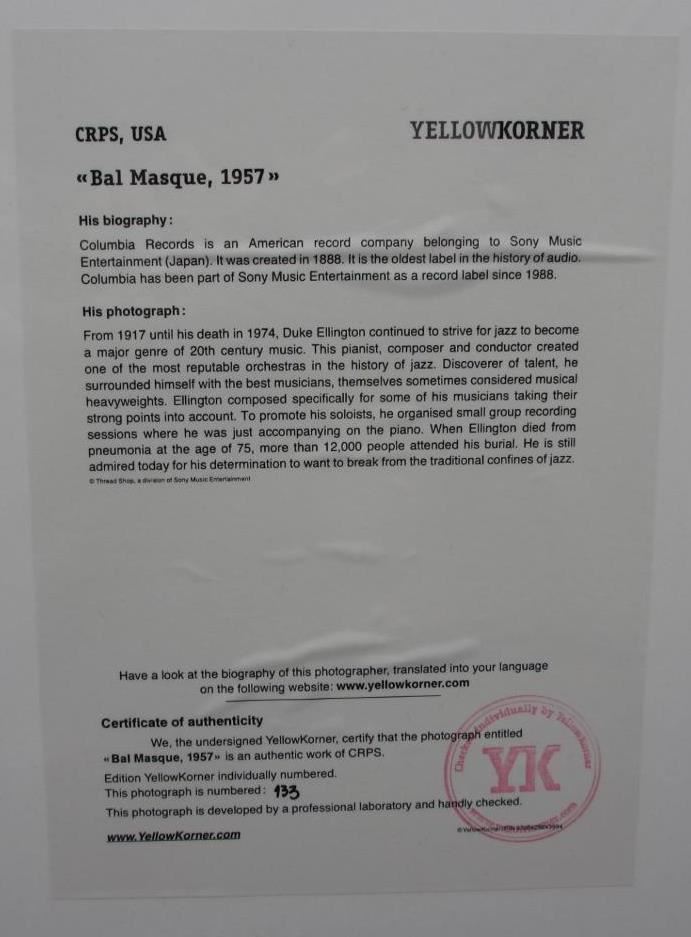 CRPS, USA
YELLOWKORNER
«Bal Masque, 1957»
His biography:
Columbia Records is an American record company belonging to Sony Music
Entertainment (Japan). It was created in 1888. It is the oldest label in the history of audio.
Columbia has been part of Sony Music Entertainment as a record label since 1988.
His photograph:
From 1917 until his death in 1974, Duke Ellington continued to strive for jazz to become
a major genre of 20th century music. This pianist, composer and conductor created
one of the most reputable orchestras in the history of jazz. Discoverer of talent, he
surrounded himself with the best musicians, themselves sometimes considered musical
heavyweights. Ellington composed specifically for some of his musicians taking their
strong points into account. To promote his soloists, he organised small group recording
sessions where he was just accompanying on the piano. When Ellington died from
pneumonia at the age of 75, more than 12,000 people attended his burial. He is still
admired today for his determination to want to break from the traditional confines of jazz.
© Thread Shop, a division of Sony Music Entertainment
Have a look at the biography of this photographer, translated into your language
on the following website: www.yellowkorner.com
Certificate of authenticity
We, the undersigned YellowKorner, certify that the photograph entitled
«Bal Masque, 1957» is an authentic work of CRPS.
Edition YellowKorner individually numbered.
This photograph is numbered: 133
This photograph is developed by a professional laboratory and handly checked.
www.YellowKorner.com
Checked individually by YellowKorner
YK